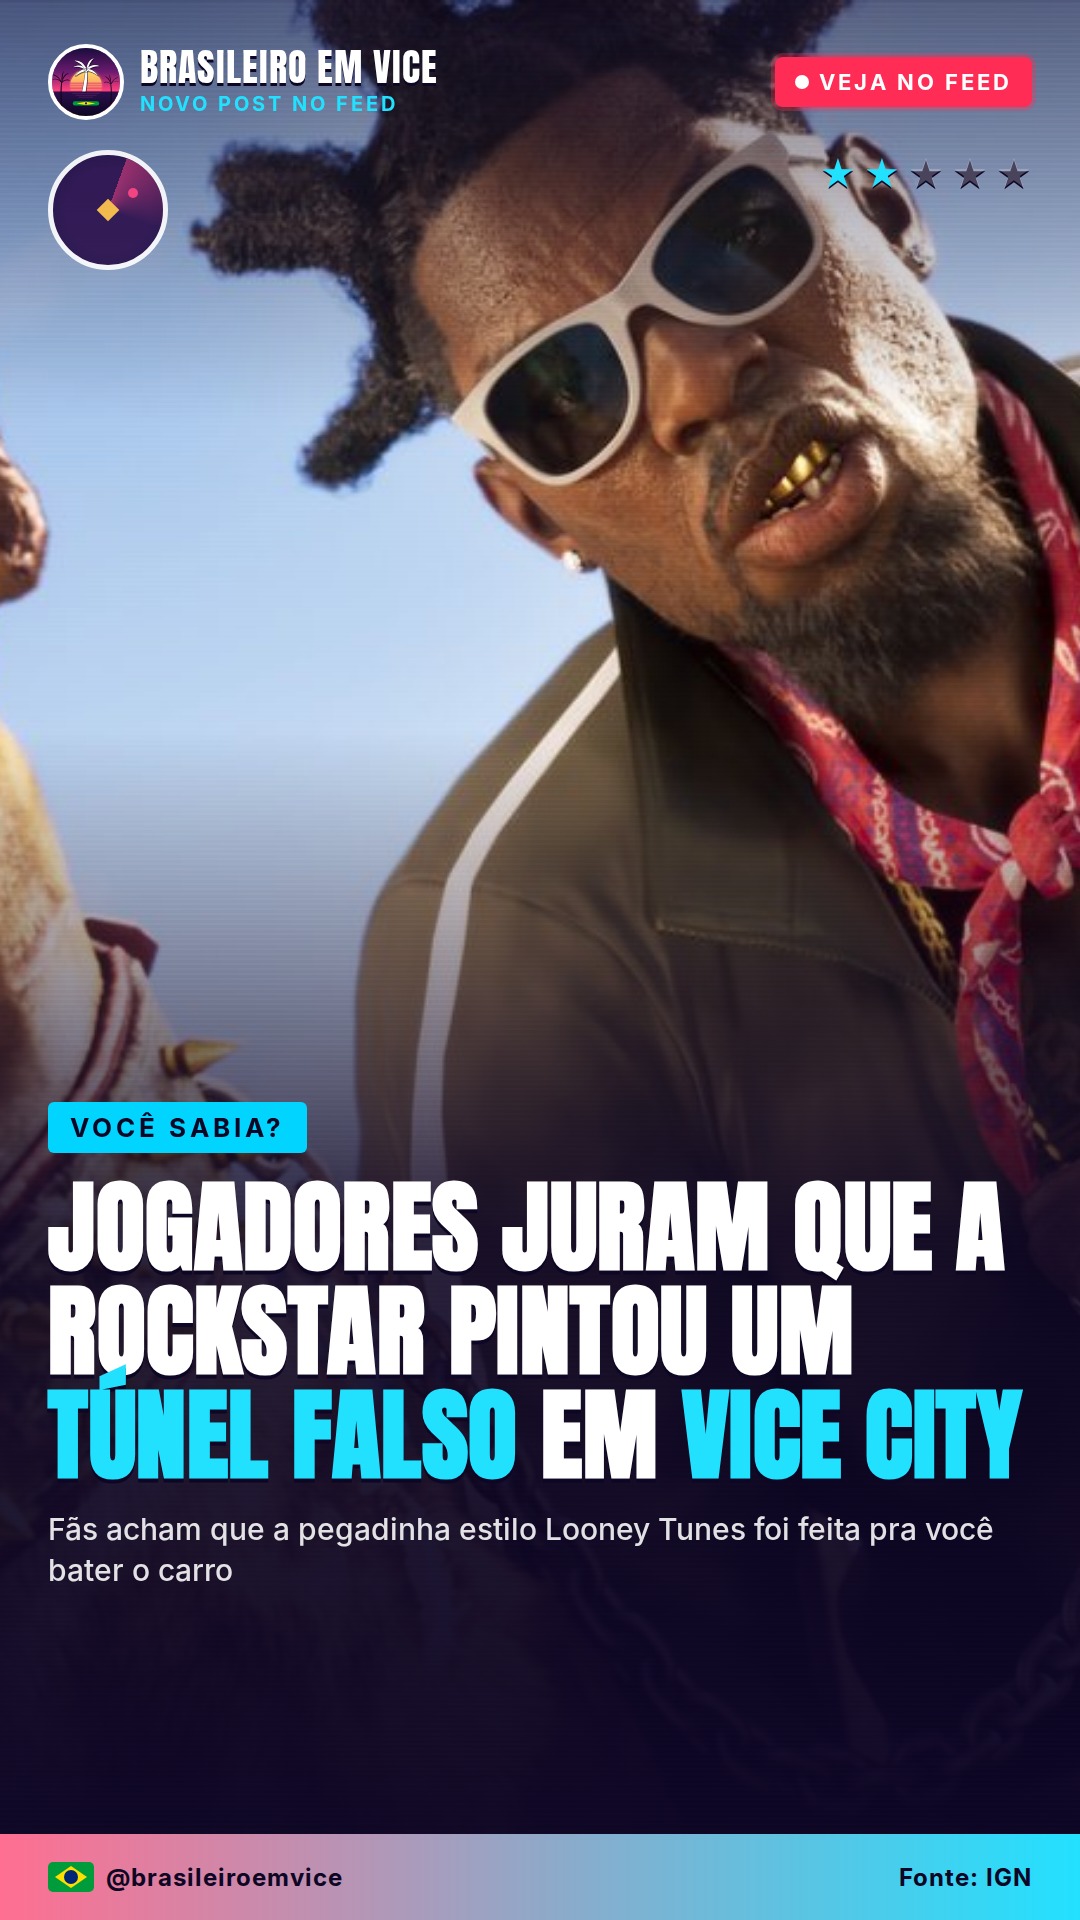 BRASILEIRO EM VICE
NOVO POST NO FEED
VEJA NO FEED
VOCÊ SABIA?
JOGADORES JURAM QUE A
ROCKSTAR PINTOU UM
TÚNEL FALSO EM VICE CITY
Fãs acham que a pegadinha estilo Looney Tunes foi feita pra você
bater o carro
@brasileiroemvice
Fonte: IGN